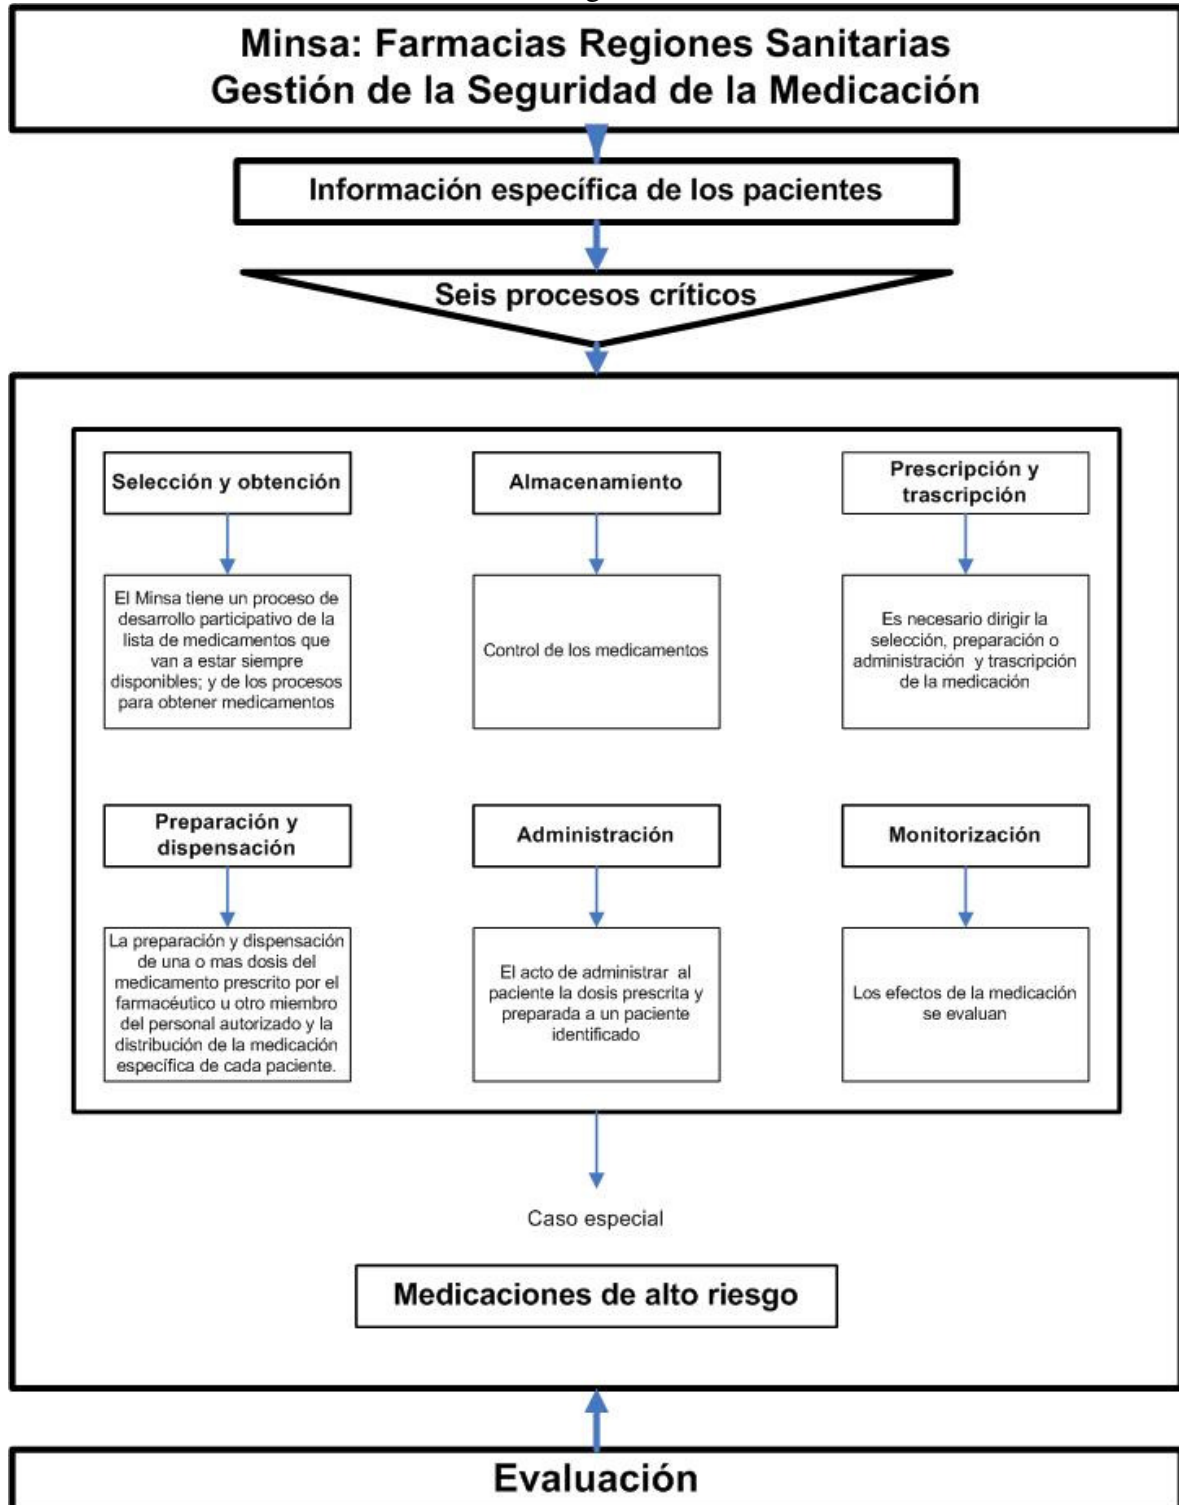 Minsa: Farmacias Regiones Sanitarias
Gestión de la Seguridad de la Medicación
Información específica de los pacientes
Seis procesos críticos
Selección y obtención
El Minsa tiene un proceso de
desarrollo participativo de la
lista de medicamentos que
van a estar siempre
disponibles; y de los procesos
para obtener medicamentos
Almacenamiento
Control de los medicamentos
Prescripción y
trascripción
Es necesario dirigir la
selección, preparación o
administración y trascripción
de la medicación
Preparación y
dispensación
La preparación y dispensación
de una o mas dosis del
medicamento prescrito por el
farmacéutico u otro miembro
del personal autorizado y la
distribución de la medicación
específica de cada paciente.
Administración
El acto de administrar al
paciente la dosis prescrita y
preparada a un paciente
identificado
Monitorización
Los efectos de la medicación
se evaluan
Caso especial
Medicaciones de alto riesgo
Evaluación